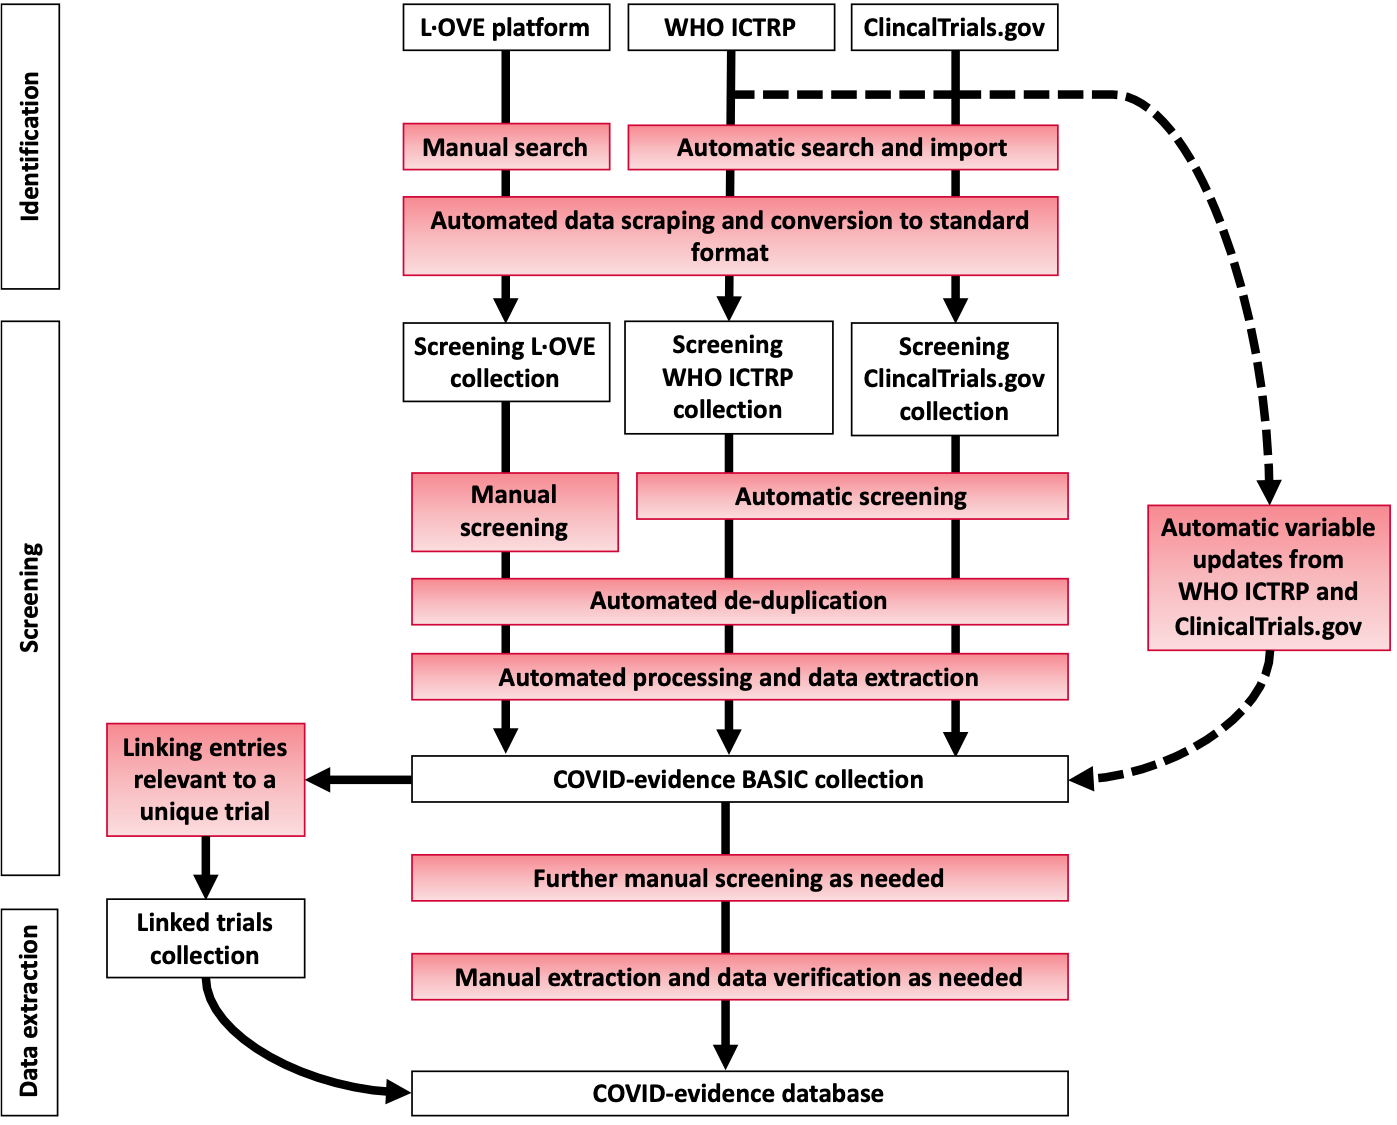 Identification
L·OVE platform
WHO ICTRP
ClincalTrials.gov
Manual search
Automatic search and import
Automated data scraping and conversion to standard
format
Screening
Screening L·OVE
collection
Screening
WHO ICTRP
collection
Screening
ClincalTrials.gov
collection
Manual
screening
Automatic screening
Automatic variable
updates from
WHO ICTRP and
ClinicalTrials.gov
Automated de-duplication
Automated processing and data extraction
Linking entries
relevant to a
unique trial
COVID-evidence BASIC collection
Further manual screening as needed
Data extraction
Linked trials
collection
Manual extraction and data verification as needed
COVID-evidence database